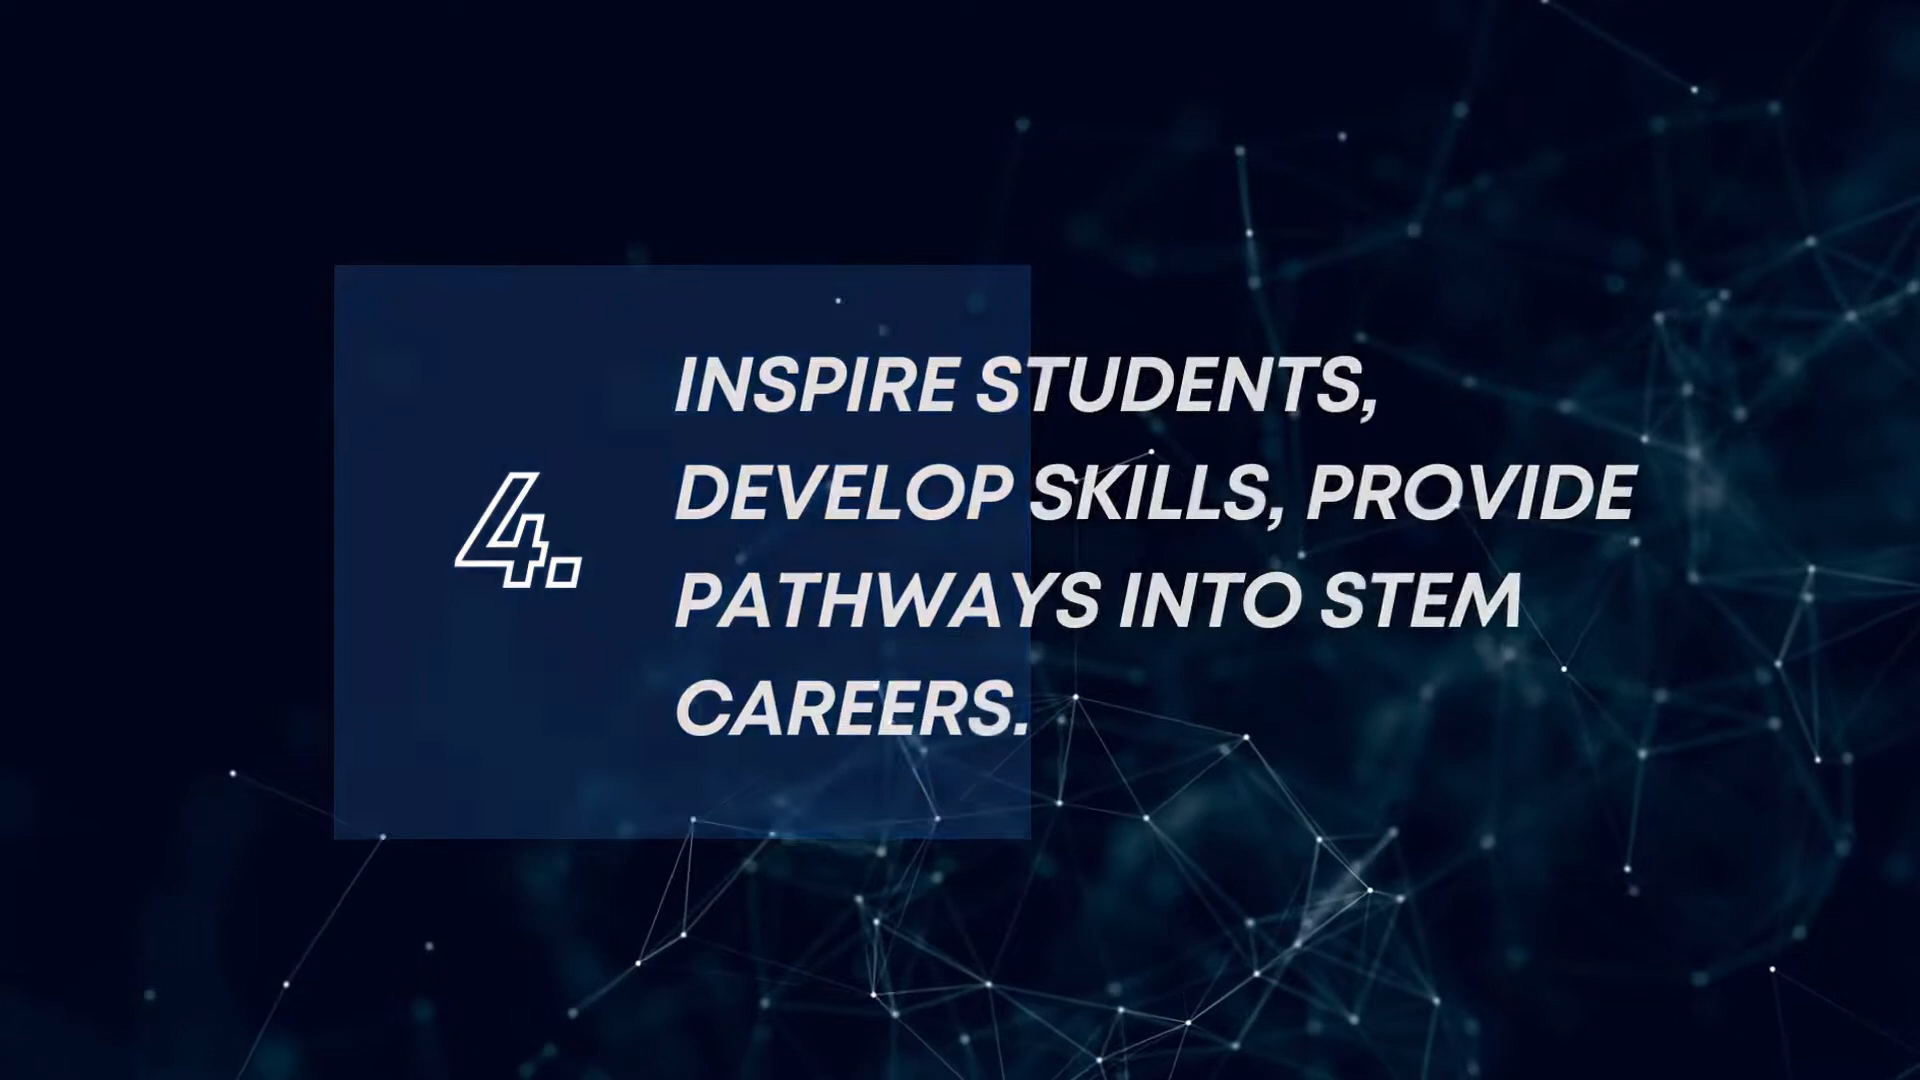 4.
INSPIRE STUDENTS,
DEVELOP SKILLS, PROVIDE
PATHWAYS INTO STEM
CAREERS.